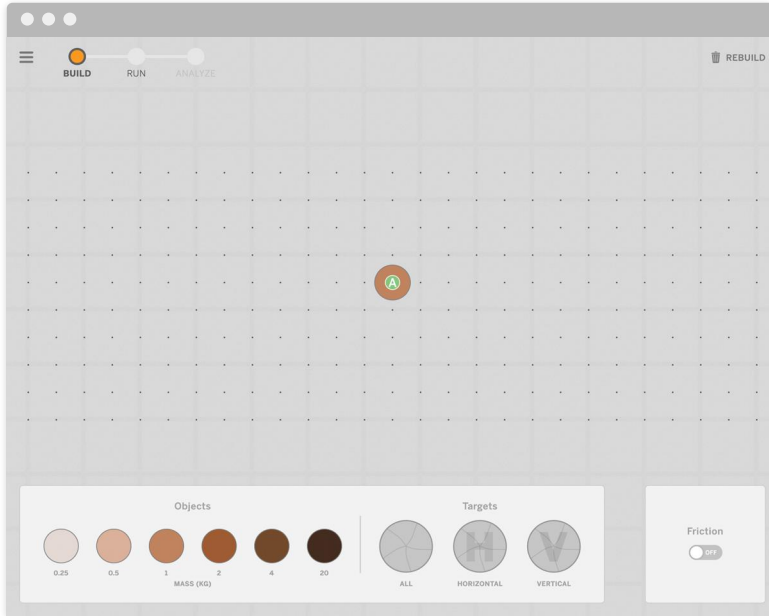 BUILD
RUN
ANALYZE
REBUILD
A
Objects
Targets
0.25
0.5
1
2
4
20
MASS (KG)
H
V
ALL
HORIZONTAL
VERTICAL
Friction
OFF